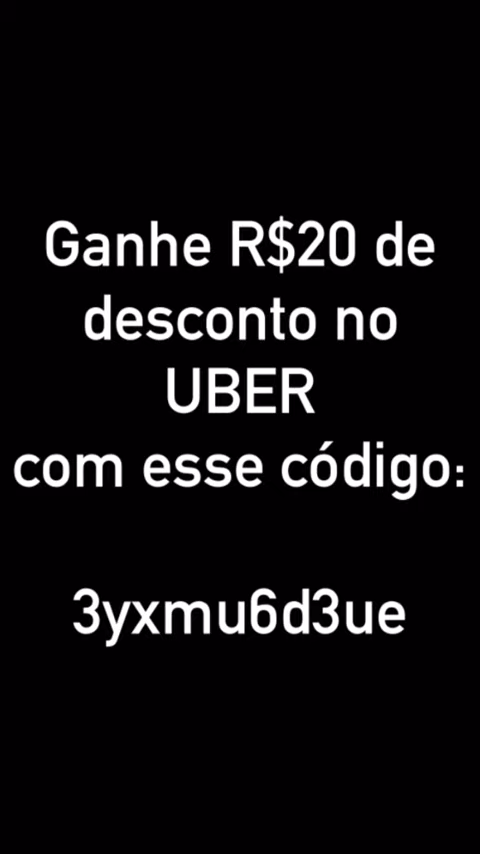 Ganhe R$20 de
desconto no
UBER
com esse código:
3yxmu6d3ue